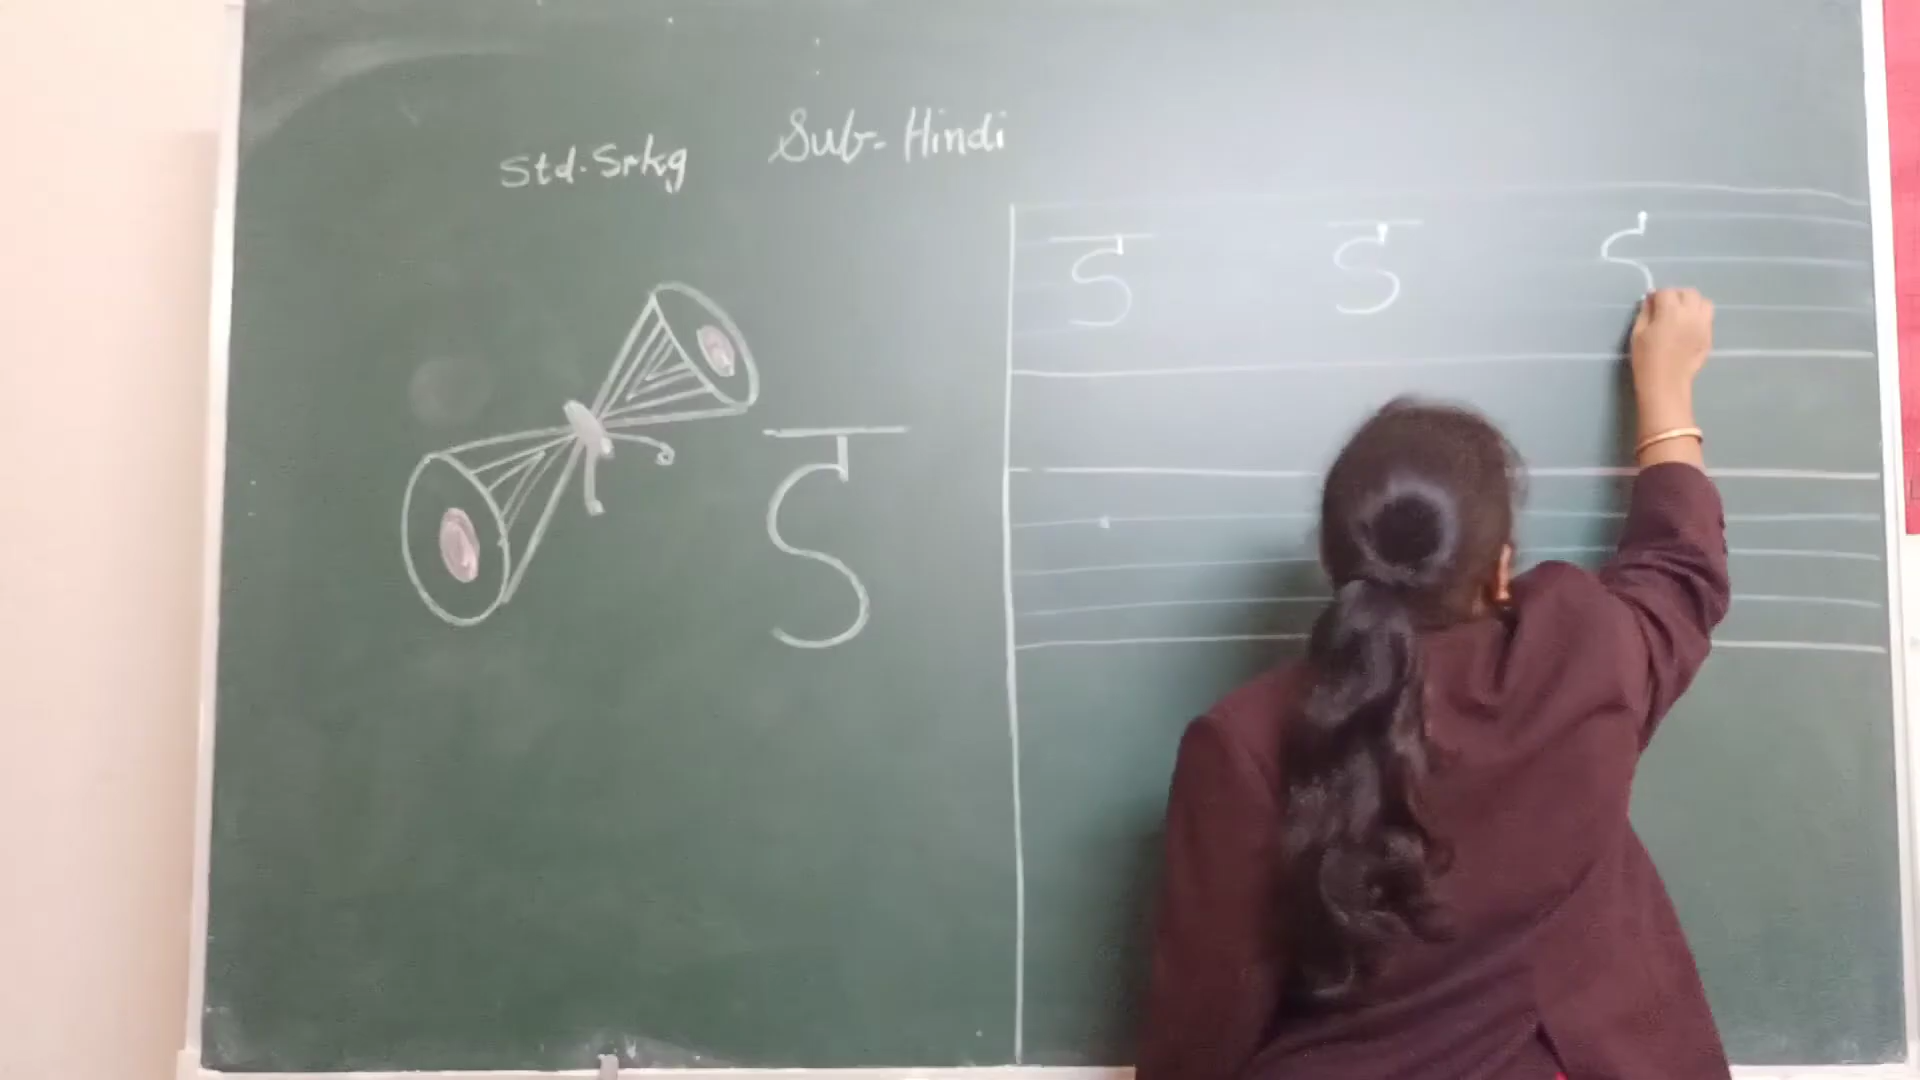 Std. Srkg
Sub- Hindi
ड
ड ड